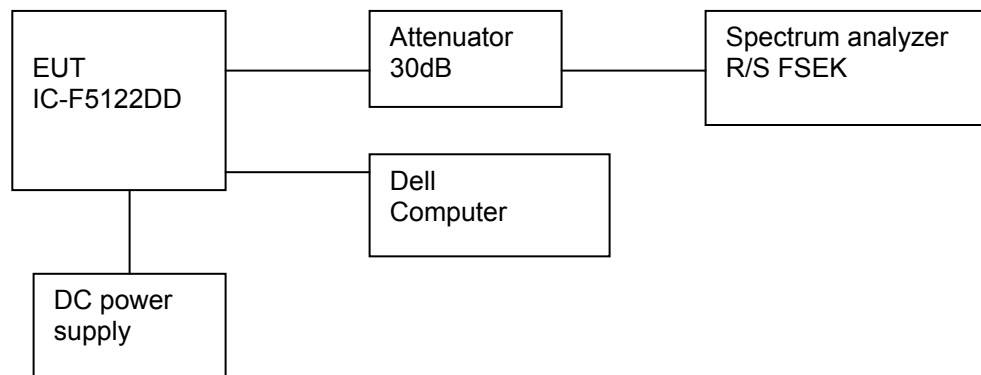 EUT
IC-F5122DD
Attenuator
30dB
Spectrum analyzer
R/S FSEK
Dell
Computer
DC power
supply